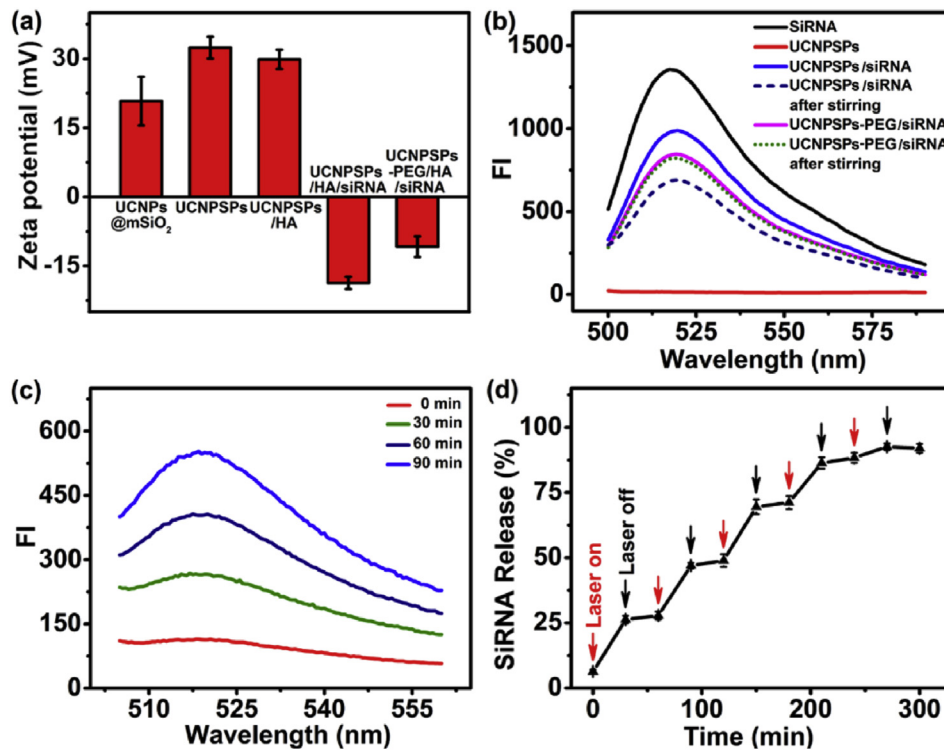 (a)
Zeta potential (mV)
30
15
0
-15
UCNPs
@mSiO2
UCNPSPs
UCNPSPs
/HA
UCNPSPs
/HA/siRNA
UCNPSPs
-PEG/HA
/siRNA
(b)
FI
1500
1000
500
0
SiRNA
UCNPSPs
UCNPSPs/siRNA
UCNPSPs/siRNA
after stirring
UCNPSPs-PEG/siRNA
UCNPSPs-PEG/siRNA
after stirring
500 525 550 575
Wavelength (nm)
(c)
FI
600
450
300
150
0
0 min
30 min
60 min
90 min
510 525 540 555
Wavelength (nm)
(d)
SiRNA Release (%)
100
75
50
25
0
Laser on
Laser off
0 100 200 300
Time (min)